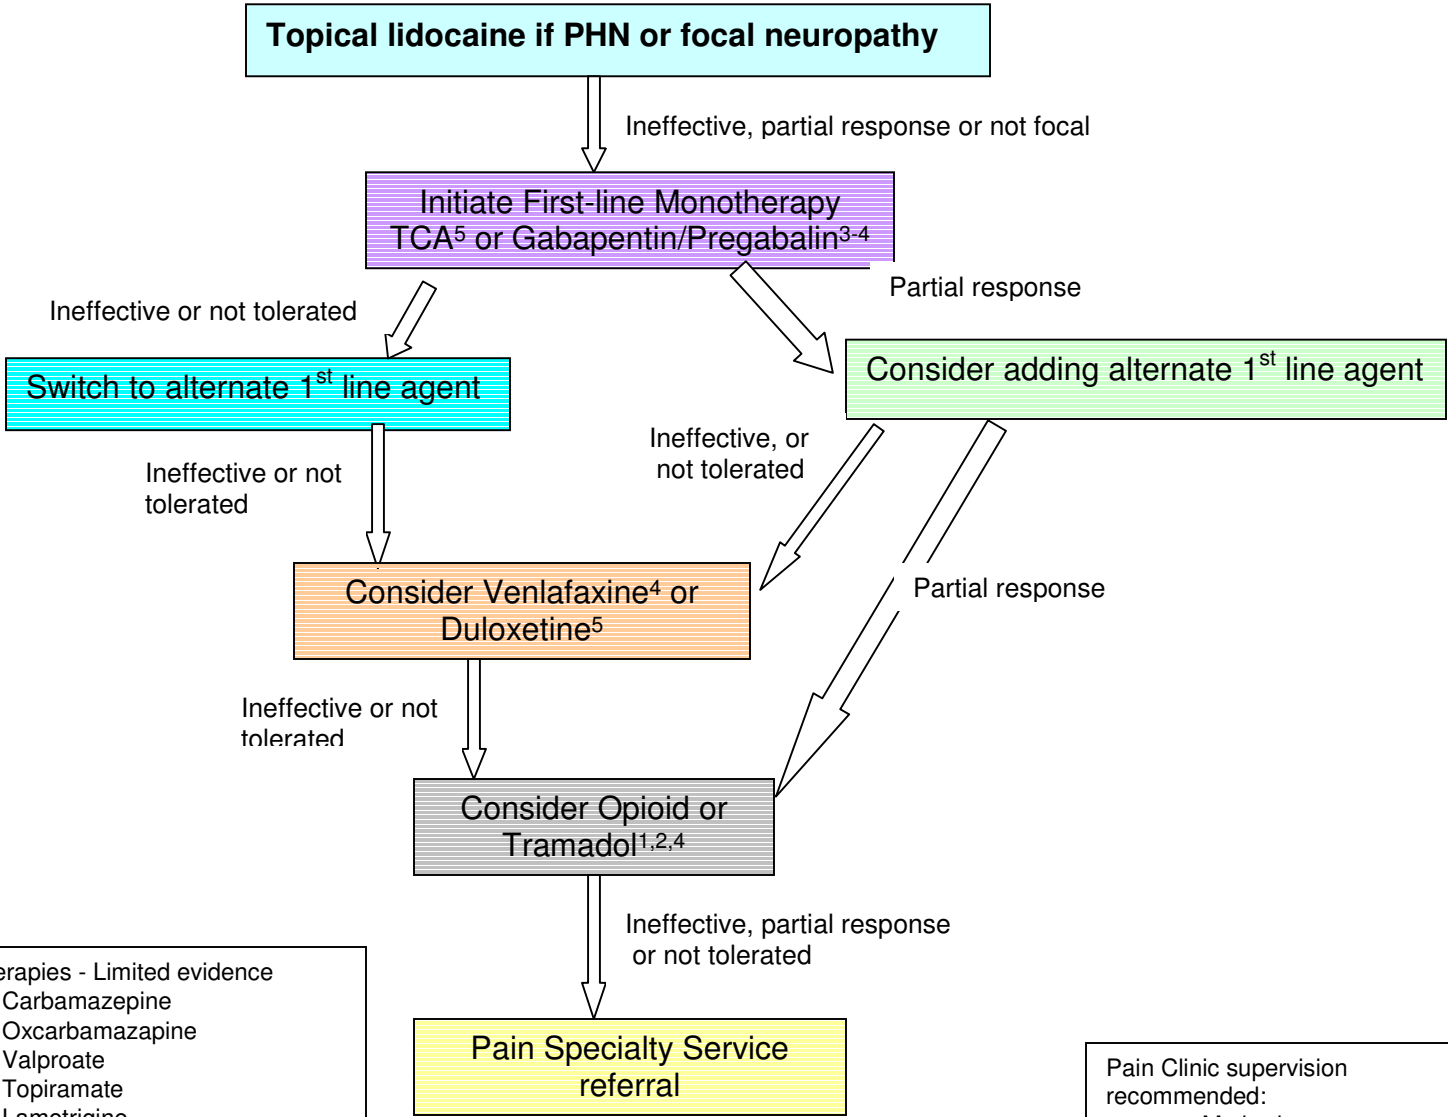 Topical lidocaine if PHN or focal neuropathy
Ineffective, partial response or not focal
Initiate First-line Monotherapy
TCA5 or Gabapentin/Pregabalin3-4
Partial response
Ineffective or not tolerated
Switch to alternate 1st line agent
Consider adding alternate 1st line agent
Ineffective, or
not tolerated
Ineffective or not
tolerated
Consider Venlafaxine4 or
Duloxetine5
Partial response
Ineffective or not
tolerated
Consider Opioid or
Tramadol1,2,4
Ineffective, partial response
or not tolerated
Pain Specialty Service
referral
erapies - Limited evidence
Carbamazepine
Oxcarbamazapine
Valproate
Topiramate
Lamotrigine
Pain Clinic supervision
recommended: